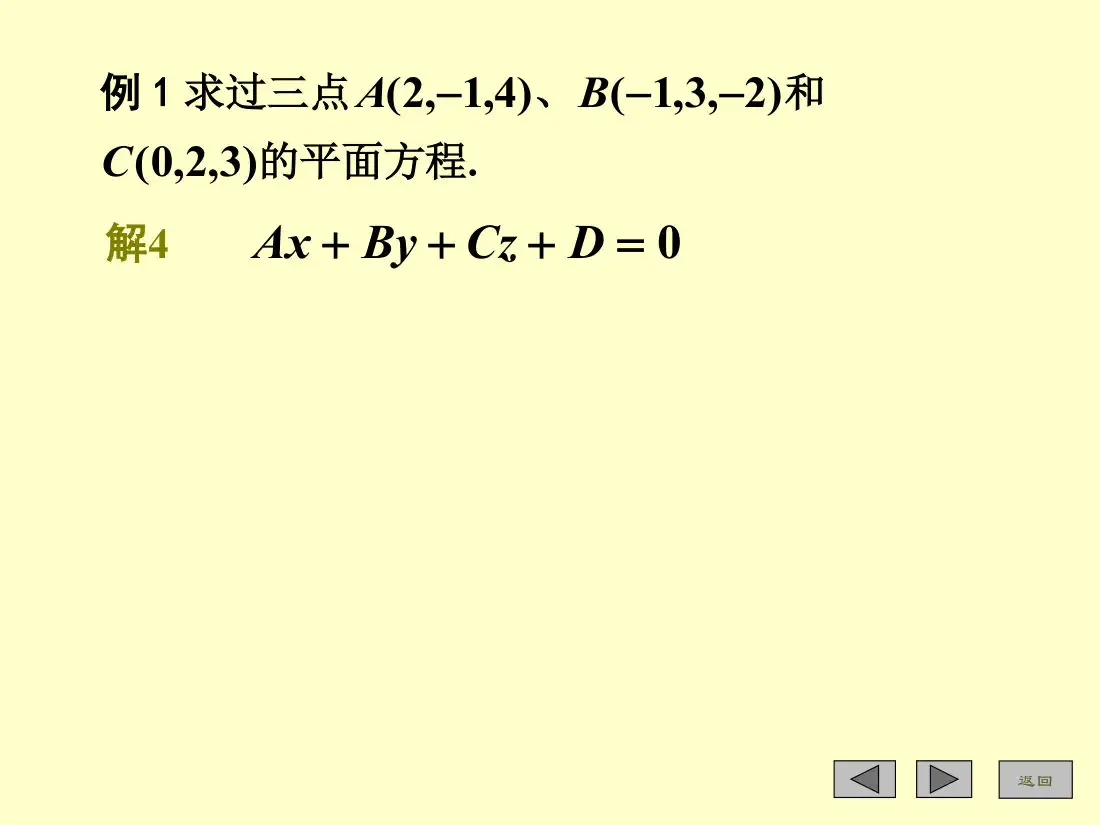 例 1 求过三点A(2,−1,4)、B(−1,3,−2)和
C(0,2,3)的平面方程.
解4 Ax + By + Cz + D = 0
返回